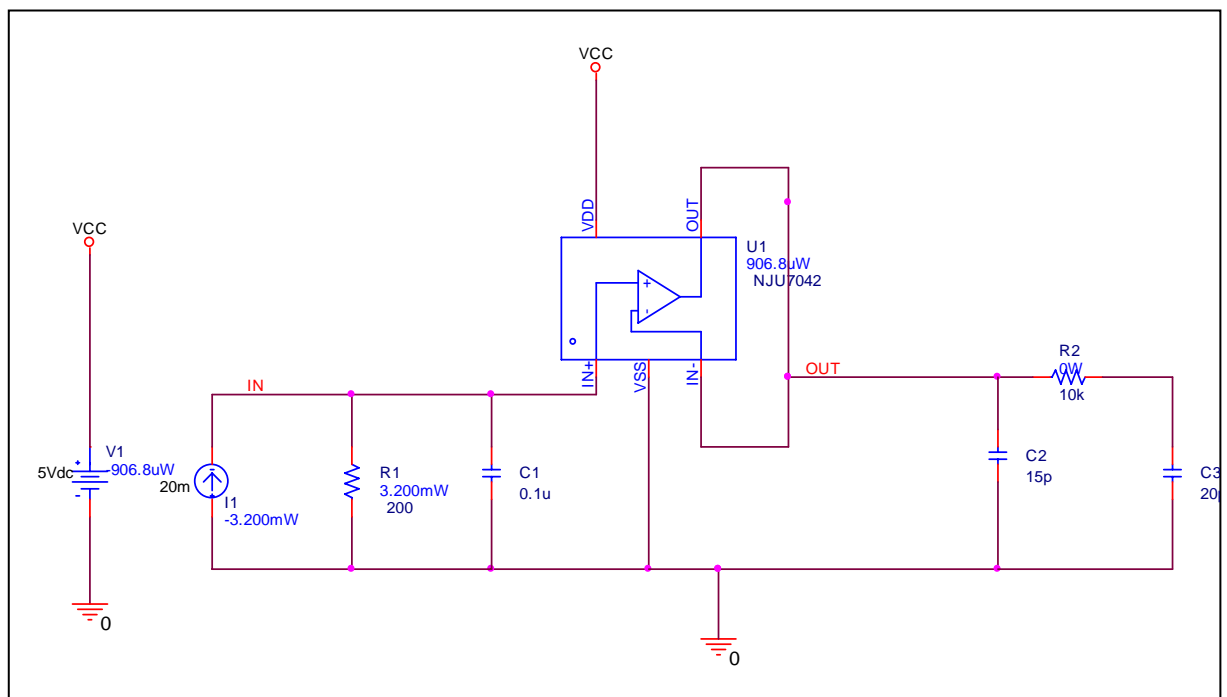 VCC
VCC
VDD
OUT
U1
906.8uW
NJU7042
+
-
IN+
VSS
IN-
OUT
R2
0W
10k
IN
+
V1
5Vdc
-906.8uW
-
20m
-
+
I1
-3.200mW
R1
3.200mW
200
C1
0.1u
C2
15p
C3
0
0